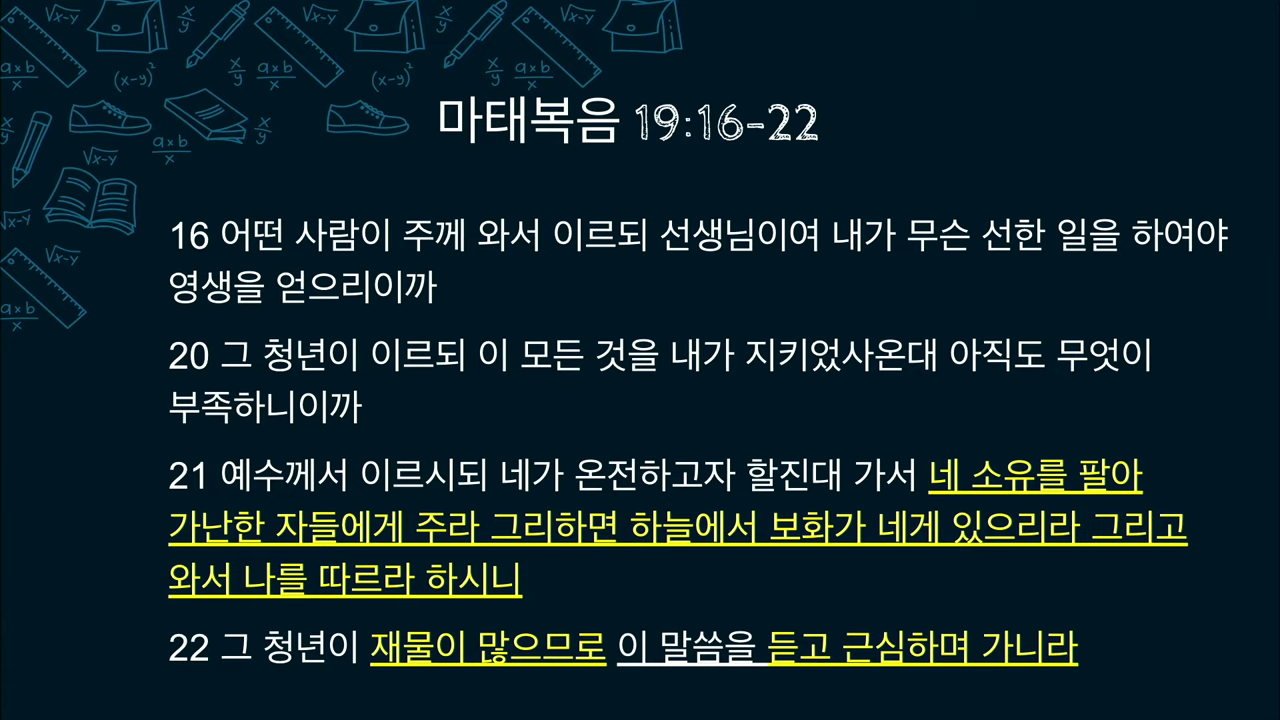 마태복음 19:16-22
16 어떤 사람이 주께 와서 이르되 선생님이여 내가 무슨 선한 일을 하여야
영생을 얻으리이까
20 그 청년이 이르되 이 모든 것을 내가 지키었사온대 아직도 무엇이
부족하니이까
21 예수께서 이르시되 네가 온전하고자 할진대 가서 네 소유를 팔아
가난한 자들에게 주라 그리하면 하늘에서 보화가 네게 있으리라 그리고
와서 나를 따르라 하시니
22 그 청년이 재물이 많으므로 이 말씀을 듣고 근심하며 가니라